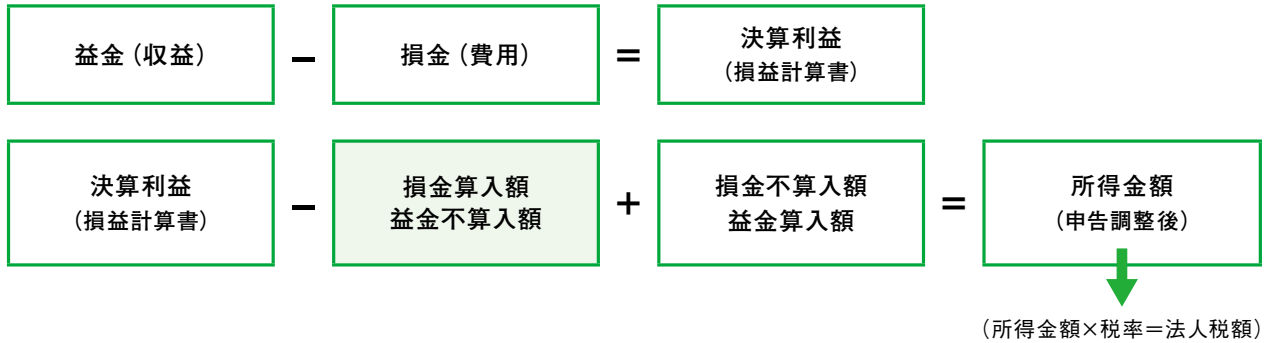 益金（収益） － 損金（費用） ＝ 決算利益
（損益計算書）
決算利益
（損益計算書）
－
損金算入額
益金不算入額
＋
損金不算入額
益金算入額
＝
所得金額
（申告調整後）
（所得金額×税率＝法人税額）